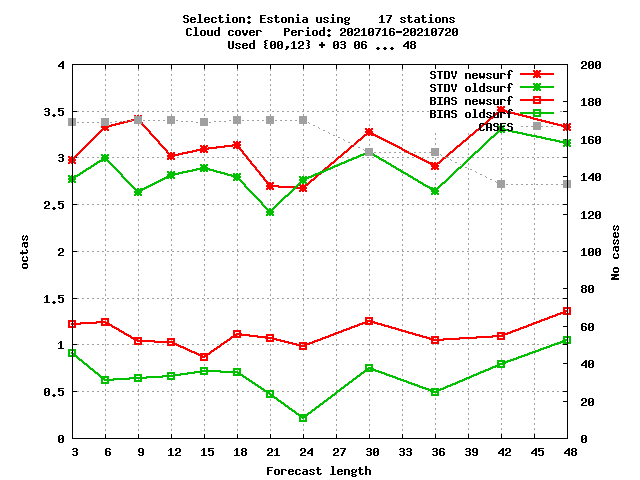 Selection: Estonia using 17 stations
Cloud cover Period: 20210716-20210720
Used {00,12} + 03 06 ... 48
4
3.5
3
2.5
2
1.5
1
0.5
0
200
180
160
140
120
100
80
60
40
20
0
STDV newsurf
STDV oldsurf
BIAS newsurf
BIAS oldsurf
CASES
octas
No cases
3 6 9 12 15 18 21 24 27 30 33 36 39 42 45 48
Forecast length